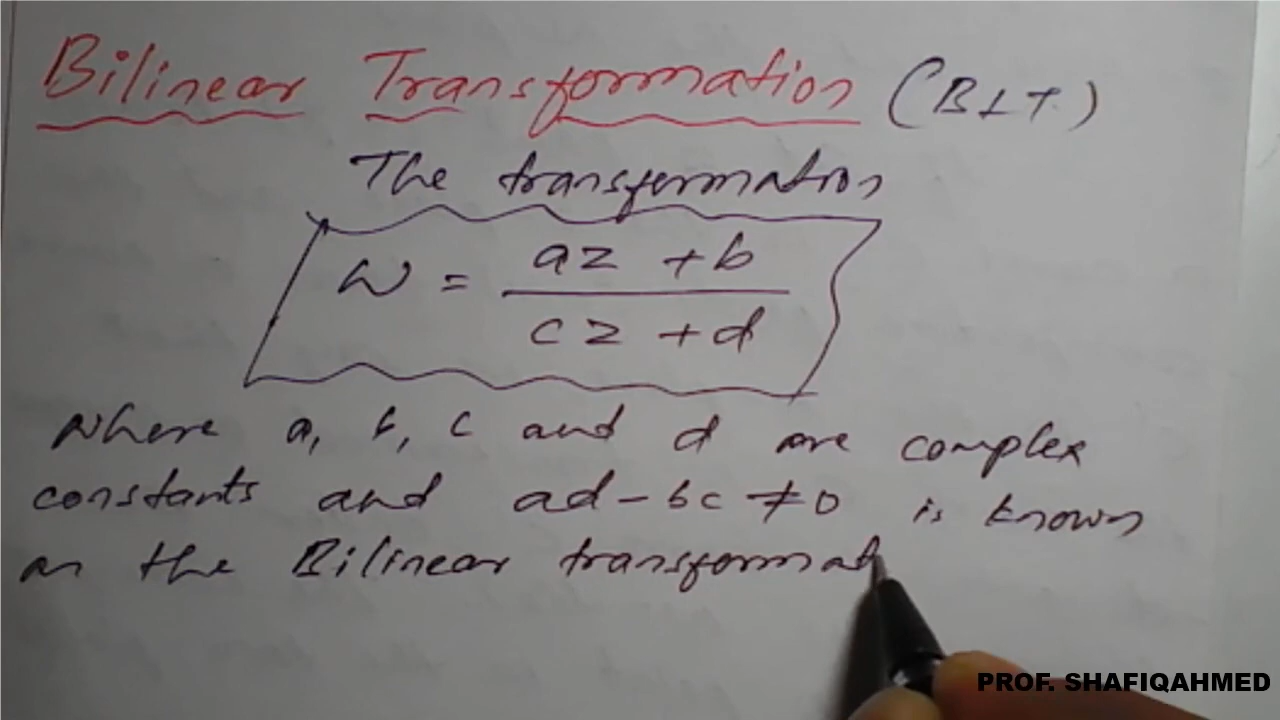 Bilinear Transformation (BLT)
The transformation
w = az + b / cz + d
where a, b, c and d are complex
constants and ad - bc ≠ 0 is known
as the Bilinear transformat
PROF. SHAFIQAHMED